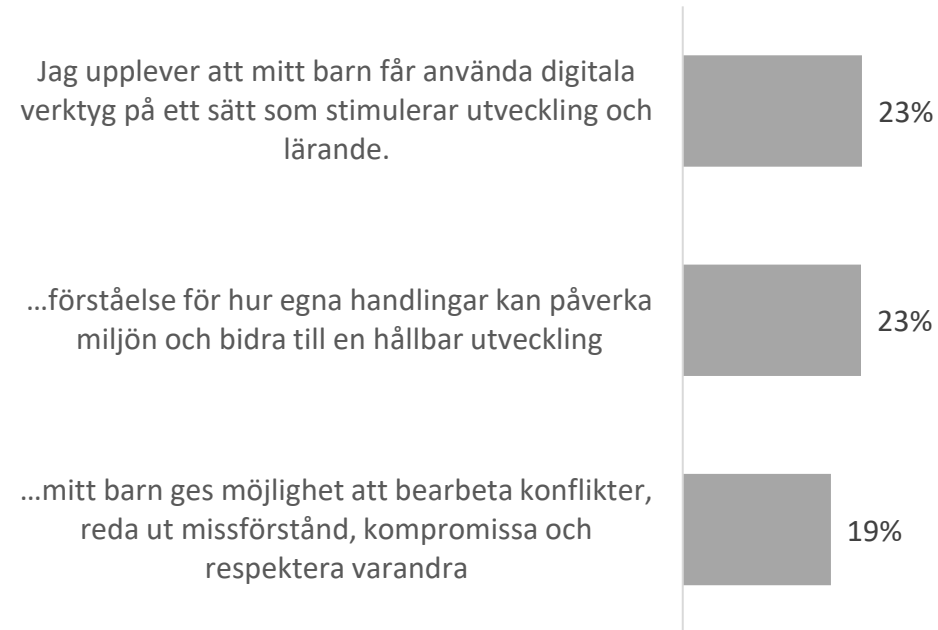 Jag upplever att mitt barn får använda digitala
verktyg på ett sätt som stimulerar utveckling och
lärande.
23%
...förståelse för hur egna handlingar kan påverka
miljön och bidra till en hållbar utveckling
23%
...mitt barn ges möjlighet att bearbeta konflikter,
reda ut missförstånd, kompromissa och
respektera varandra
19%